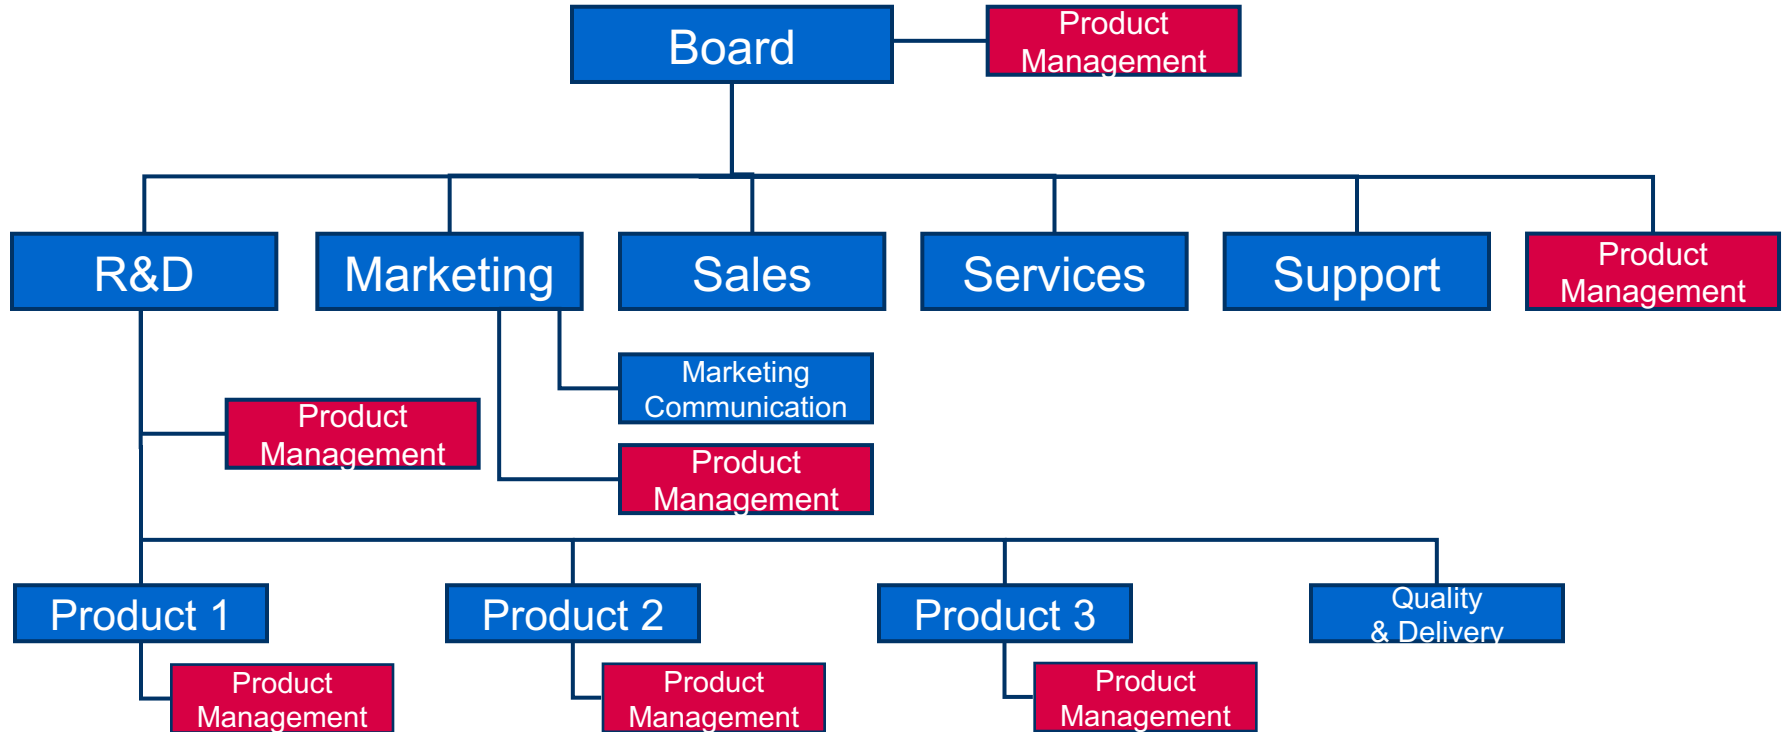 Board
Product
Management
R&D
Marketing
Sales
Services
Support
Product
Management
Marketing
Communication
Product
Management
Product
Management
Product 1
Product 2
Product 3
Quality
& Delivery
Product
Management
Product
Management
Product
Management